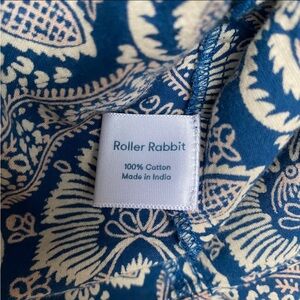 Roller Rabbit
100% Cotton
Made in India